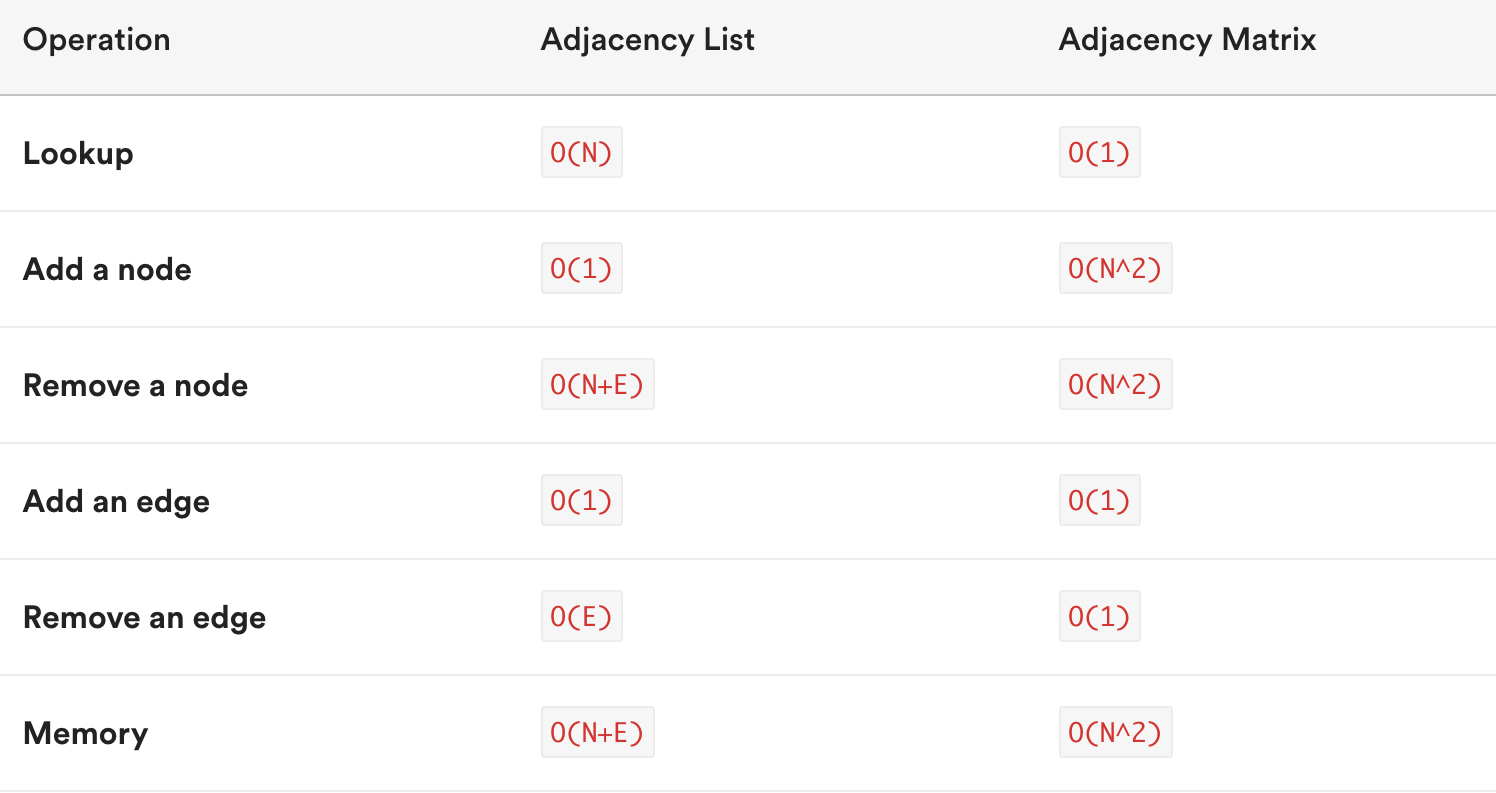 Operation Adjacency List Adjacency Matrix
Lookup O(N) O(1)
Add a node O(1) O(N^2)
Remove a node O(N+E) O(N^2)
Add an edge O(1) O(1)
Remove an edge O(E) O(1)
Memory O(N+E) O(N^2)